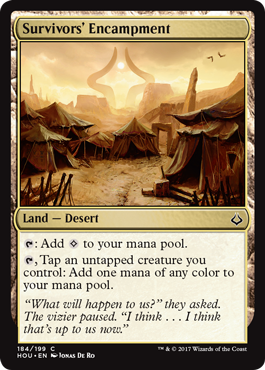 Survivors' Encampment
Land — Desert
: Add to your mana pool.
, Tap an untapped creature you
control: Add one mana of any color to
your mana pool.
"What will happen to us?" they asked.
The vizier paused. "I think . . . I think
that's up to us now."
184/199 C
HOU • EN Jonas De Ro
™ & © 2017 Wizards of the Coast